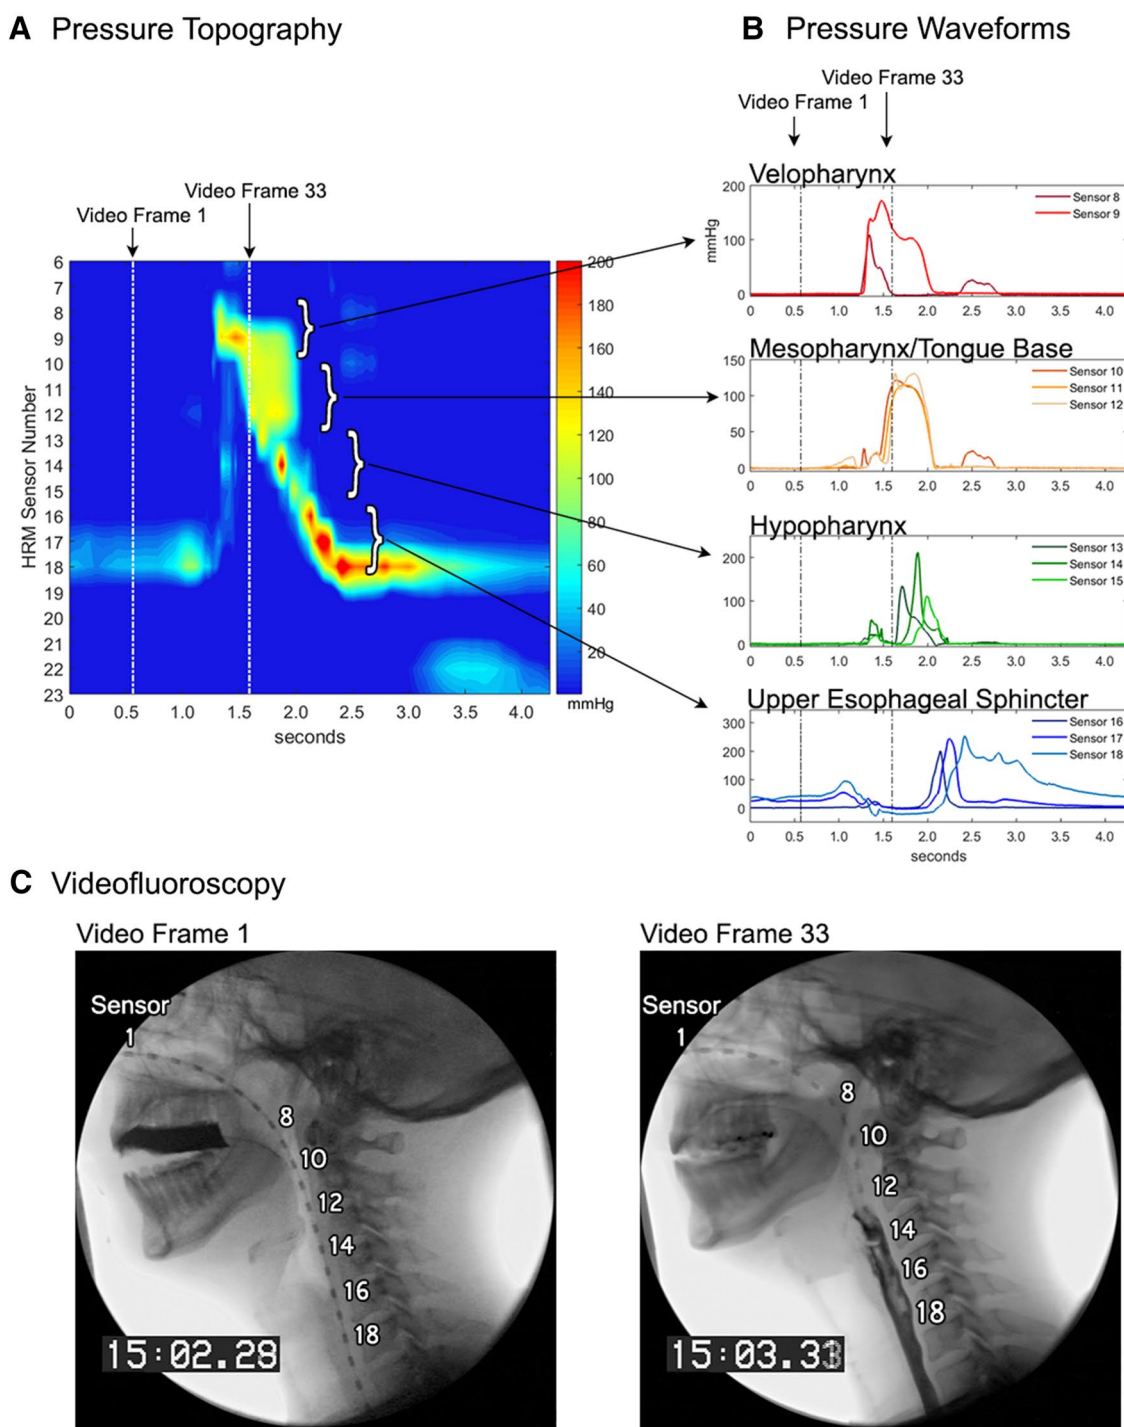 A Pressure Topography
Video Frame 33
Video Frame 1
HRM Sensor Number
6
7
8
9
10
11
12
13
14
15
16
17
18
19
20
21
22
23
0 0.5 1.0 1.5 2.0 2.5 3.0 3.5 4.0
seconds
200
180
160
140
120
100
80
60
40
20
mmHg
B Pressure Waveforms
Video Frame 33
Video Frame 1
Velopharynx
mmHg
200
100
0
Sensor 8
Sensor 9
0 0.5 1.0 1.5 2.0 2.5 3.0 3.5 4.0
Mesopharynx/Tongue Base
150
100
50
0
Sensor 10
Sensor 11
Sensor 12
0 0.5 1.0 1.5 2.0 2.5 3.0 3.5 4.0
Hypopharynx
200
100
0
Sensor 13
Sensor 14
Sensor 15
0 0.5 1.0 1.5 2.0 2.5 3.0 3.5 4.0
Upper Esophageal Sphincter
300
200
100
0
Sensor 16
Sensor 17
Sensor 18
0 0.5 1.0 1.5 2.0 2.5 3.0 3.5 4.0
seconds
C Videofluoroscopy
Video Frame 1
Sensor
1
8
10
12
14
16
18
15:02.28
Video Frame 33
Sensor
1
8
10
12
14
16
18
15:03.33